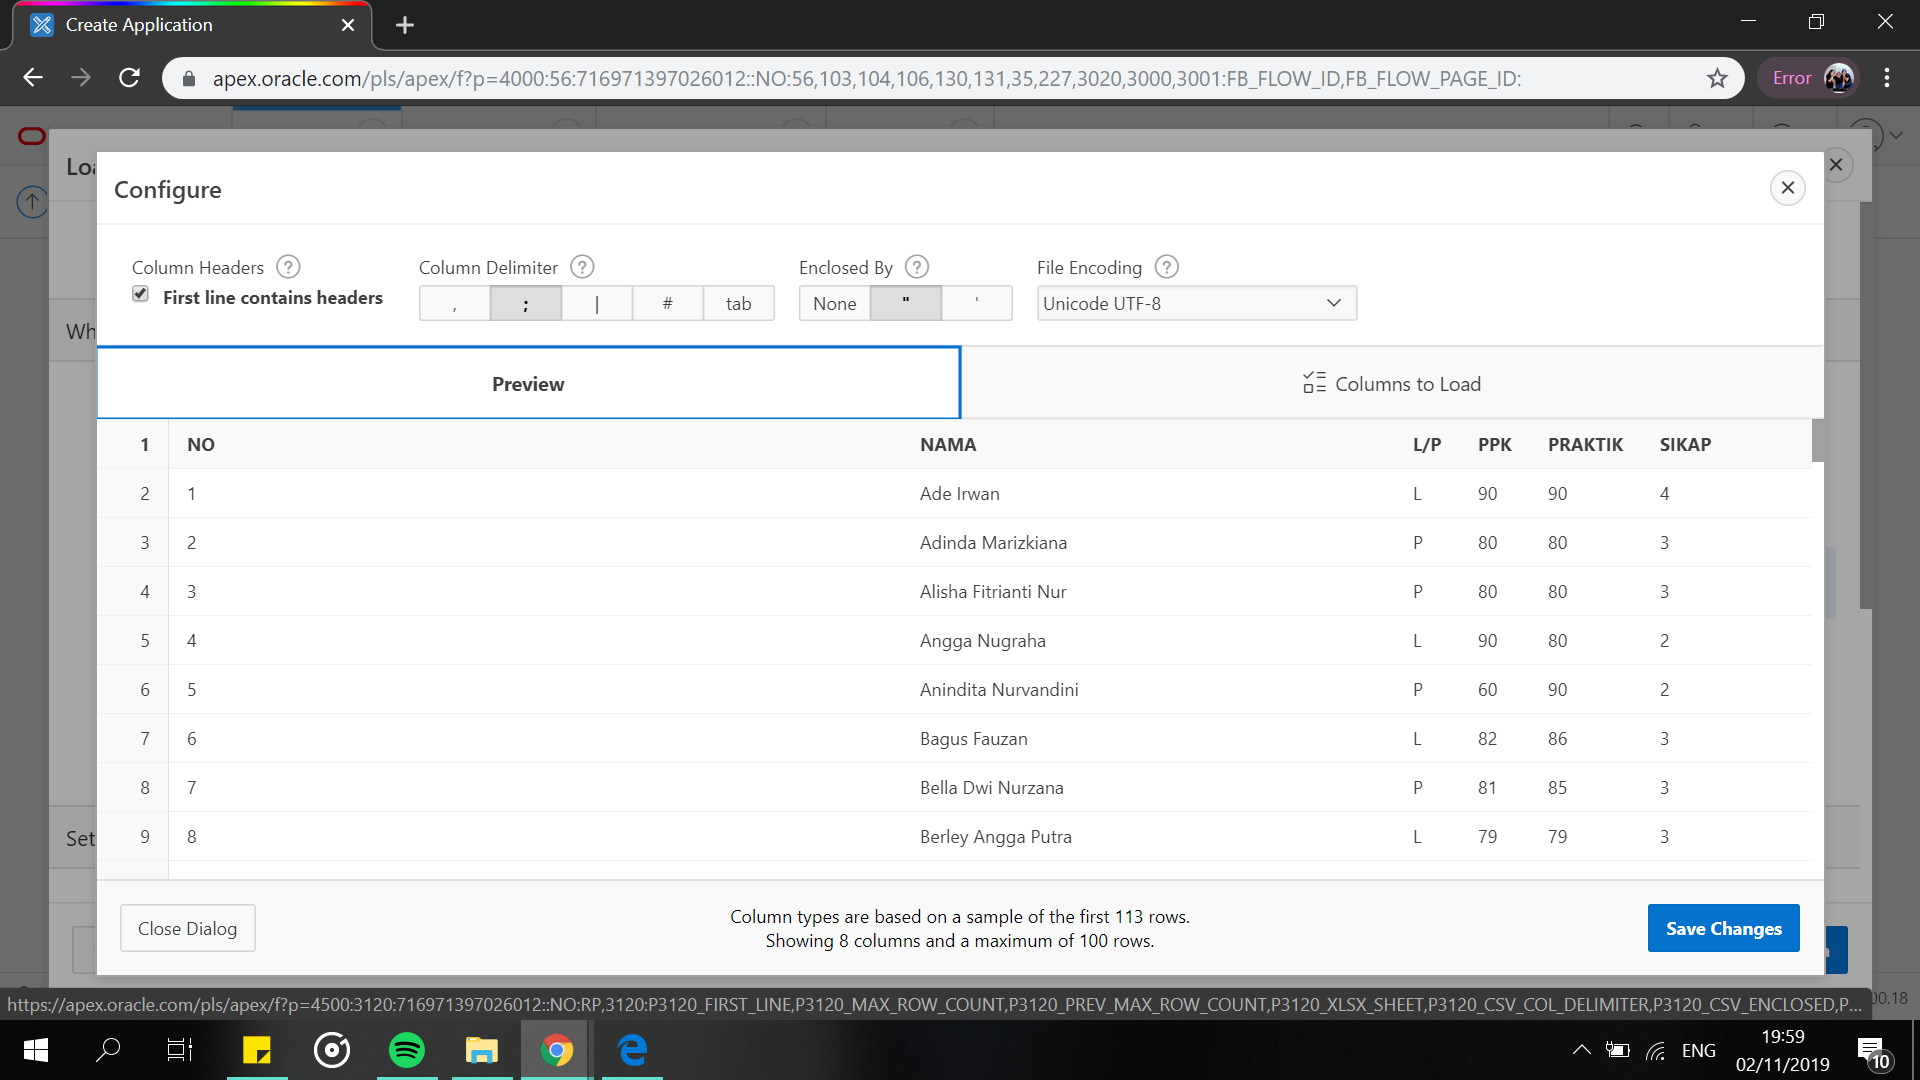 Create Application
apex.oracle.com/pls/apex/f?p=4000:56:716971397026012::NO:56,103,104,106,130,131,35,227,3020,3000,3001:FB_FLOW_ID,FB_FLOW_PAGE_ID:
Error
Configure
Column Headers ?
First line contains headers
Column Delimiter ?
, ; | # tab
Enclosed By ?
None " '
File Encoding ?
Unicode UTF-8
Preview
Columns to Load
1 NO NAMA L/P PPK PRAKTIK SIKAP
2 1 Ade Irwan L 90 90 4
3 2 Adinda Marizkiana P 80 80 3
4 3 Alisha Fitrianti Nur P 80 80 3
5 4 Angga Nugraha L 90 80 2
6 5 Anindita Nurvandini P 60 90 2
7 6 Bagus Fauzan L 82 86 3
8 7 Bella Dwi Nurzana P 81 85 3
9 8 Berley Angga Putra L 79 79 3
Close Dialog
Column types are based on a sample of the first 113 rows.
Showing 8 columns and a maximum of 100 rows.
Save Changes
Set
https://apex.oracle.com/pls/apex/f?p=4500:3120:716971397026012::NO:RP,3120:P3120_FIRST_LINE,P3120_MAX_ROW_COUNT,P3120_PREV_MAX_ROW_COUNT,P3120_XLSX_SHEET,P3120_CSV_COL_DELIMITER,P3120_CSV_ENCLOSED,P...
ENG
19:59
02/11/2019
10